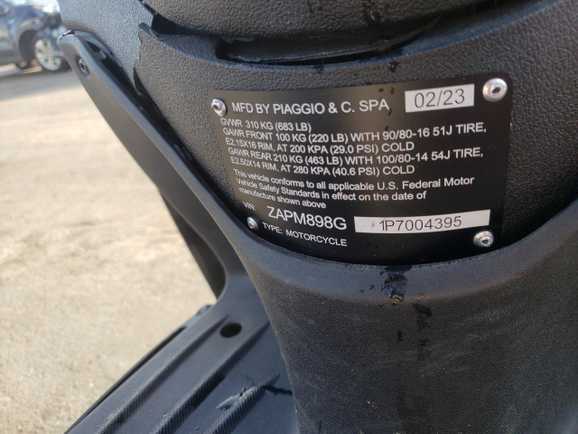 MFD BY PIAGGIO & C. SPA 02/23
GVWR 310 KG (683 LB)
GAWR FRONT 100 KG (220 LB) WITH 90/80-16 51J TIRE,
E2.15X16 RIM, AT 200 KPA (29.0 PSI) COLD
GAWR REAR 210 KG (463 LB) WITH 100/80-14 54J TIRE,
E2.50X14 RIM, AT 280 KPA (40.6 PSI) COLD
This vehicle conforms to all applicable U.S. Federal Motor
Vehicle Safety Standards in effect on the date of
manufacture shown above
VIN: ZAPM898G 1P7004395
TYPE: MOTORCYCLE